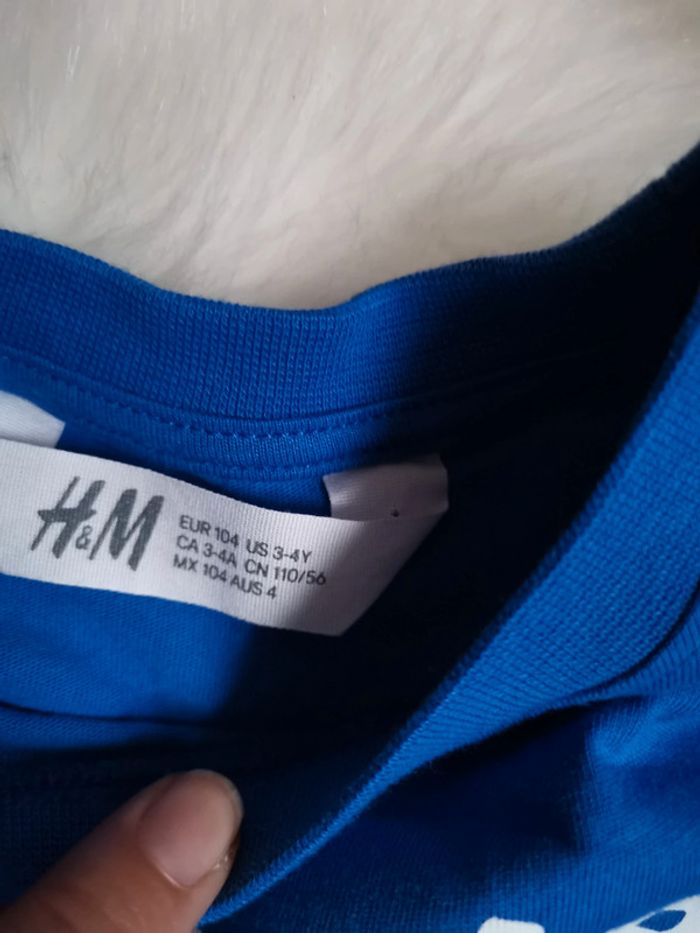 H&M
EUR 104 US 3-4Y
CA 3-4A CN 110/56
MX 104 AUS 4